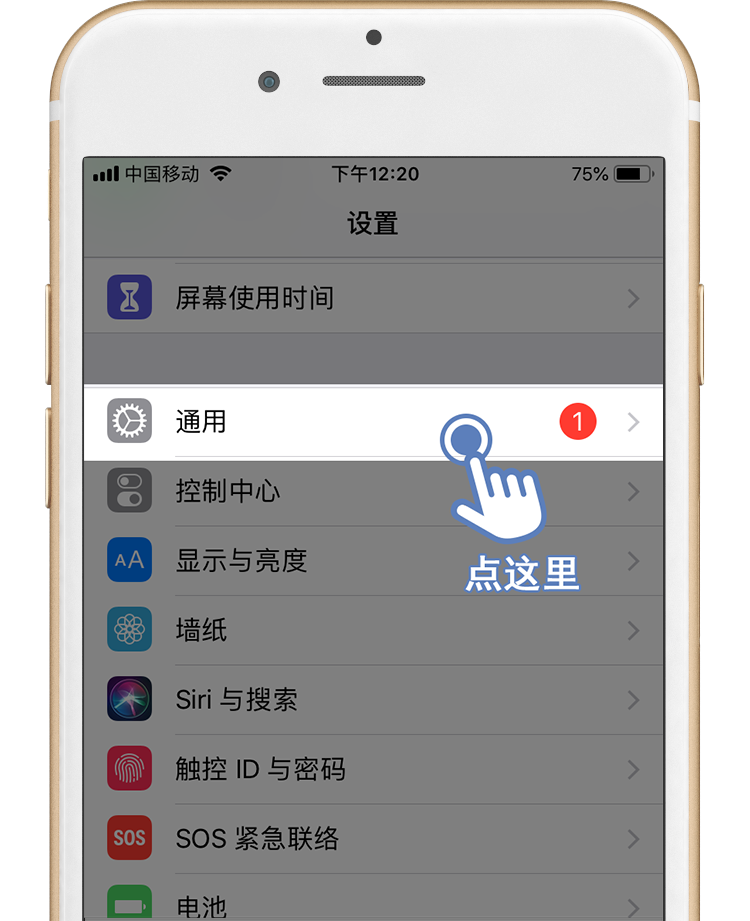 中国移动 下午12:20 75%
设置
屏幕使用时间
通用 1
控制中心
AA 显示与亮度
点这里
墙纸
Siri 与搜索
触控 ID 与密码
SOS SOS 紧急联络
电池